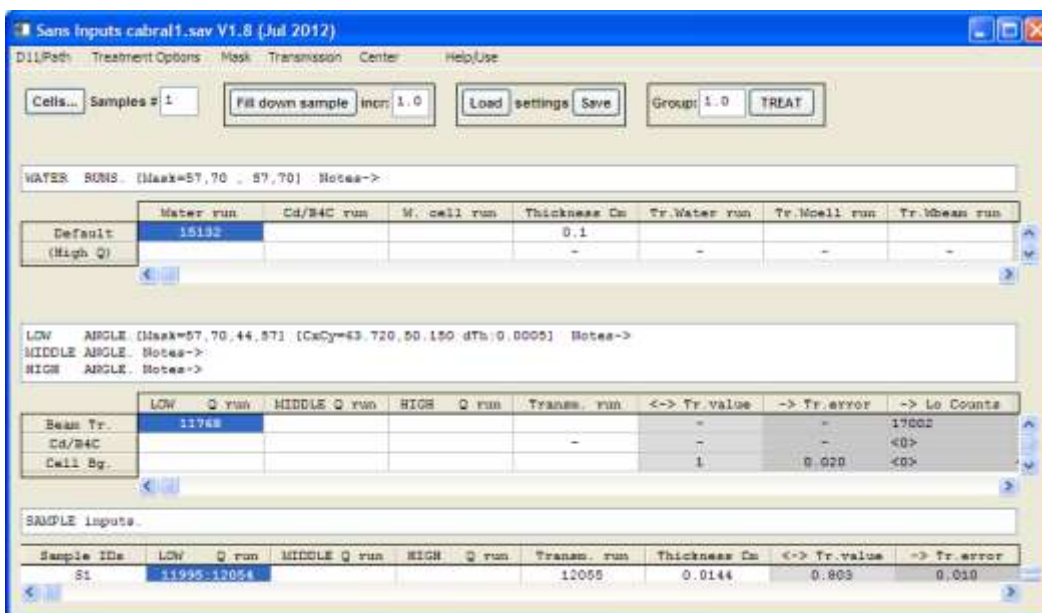 Sans Inputs cabral1.sav V1.8 (Jul 2012)
D11/Path Treatment Options Mask Transmission Center Help/Use
Cells... Samples # 1 Fill down sample incr: 1.0 Load settings Save Group: 1.0 TREAT
WATER RUNS. [Mask=57,70 , 57,70] Notes->
Water run Cd/B4C run W. cell run Thickness Cm Tr.Water run Tr.Wcell run Tr.Wbeam run
Default 15132 0.1
(High Q) - - - -
LOW ANGLE. [Mask=57,70,44,57] [CxCy=63.720,50.150 dTh:0.0005] Notes->
MIDDLE ANGLE. Notes->
HIGH ANGLE. Notes->
LOW Q run MIDDLE Q run HIGH Q run Transm. run <-> Tr.value -> Tr.error -> Lo Counts
Beam Tr. 11768 - - 17002
Cd/B4C - - - <0>
Cell Bg. 1 0.020 <0>
SAMPLE inputs.
Sample IDs LOW Q run MIDDLE Q run HIGH Q run Transm. run Thickness Cm <-> Tr.value -> Tr.error
S1 11995:12054 12055 0.0144 0.803 0.010